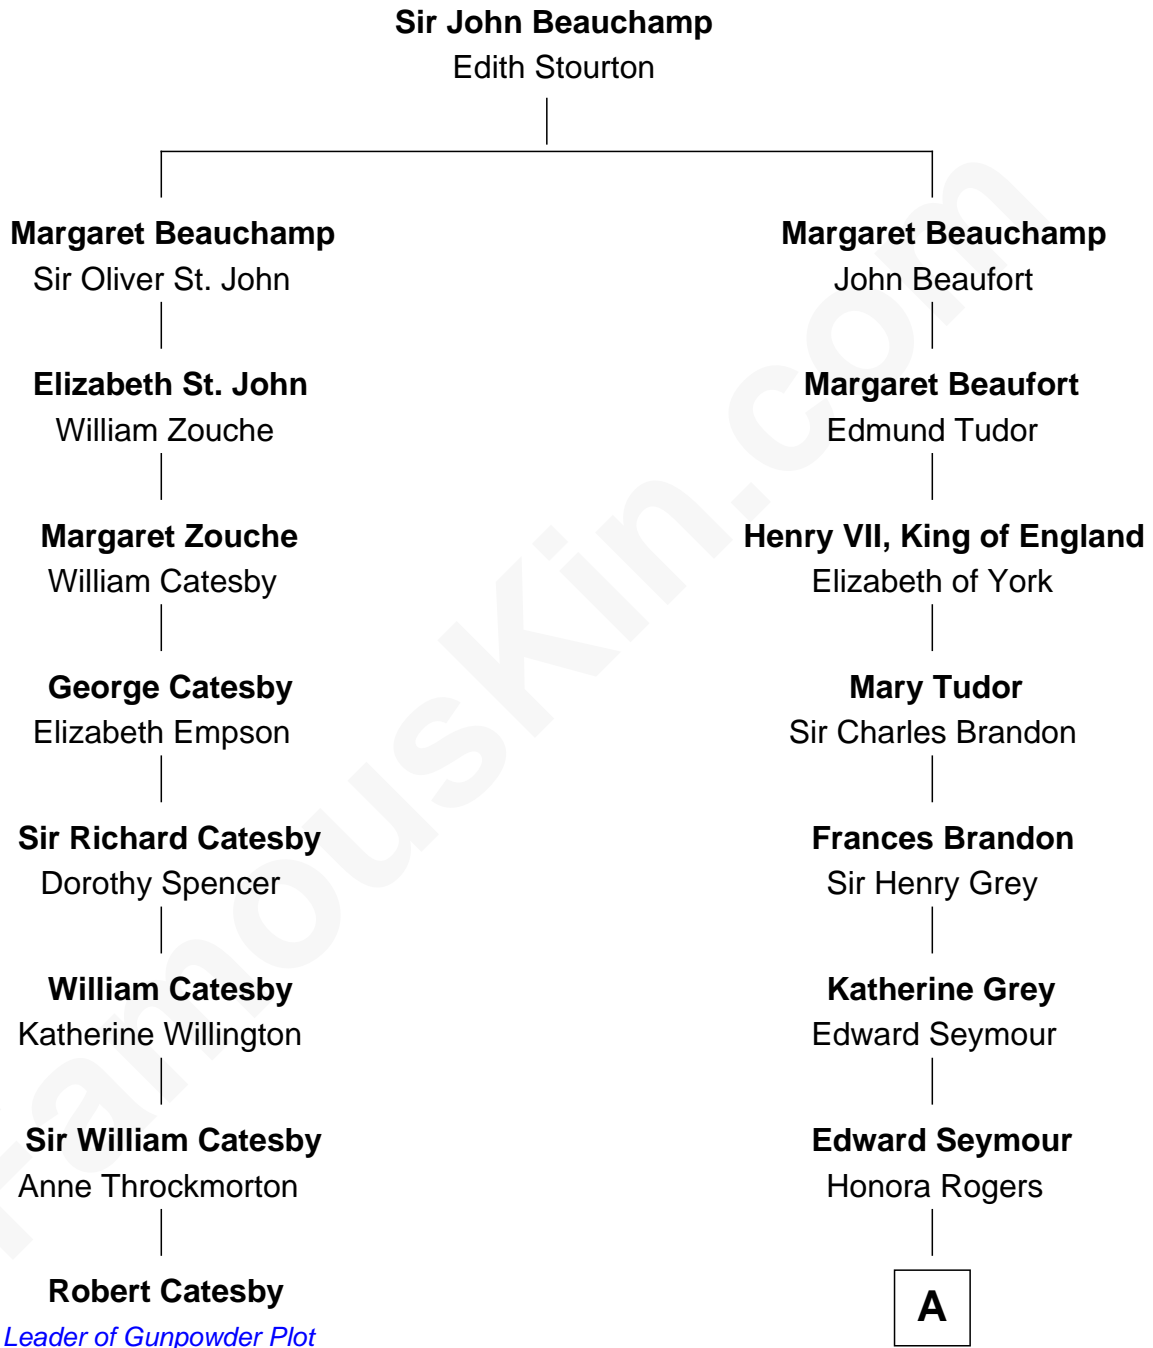 Sir John Beauchamp
Edith Stourton
Margaret Beauchamp
Sir Oliver St. John
Margaret Beauchamp
John Beaufort
Elizabeth St. John
William Zouche
Margaret Beaufort
Edmund Tudor
Margaret Zouche
William Catesby
Henry VII, King of England
Elizabeth of York
George Catesby
Elizabeth Empson
Mary Tudor
Sir Charles Brandon
Sir Richard Catesby
Dorothy Spencer
Frances Brandon
Sir Henry Grey
William Catesby
Katherine Willington
Katherine Grey
Edward Seymour
Sir William Catesby
Anne Throckmorton
Edward Seymour
Honora Rogers
Robert Catesby
Leader of Gunpowder Plot
A
FamousKin.com